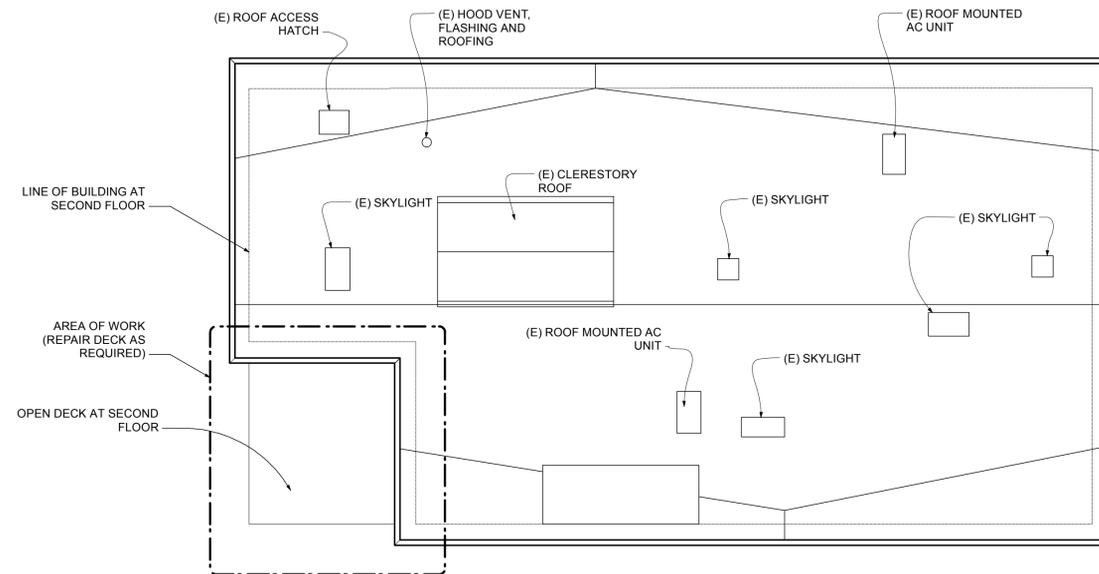 (E) ROOF ACCESS
HATCH
(E) HOOD VENT,
FLASHING AND
ROOFING
(E) ROOF MOUNTED
AC UNIT
(E) CLERESTORY
ROOF
LINE OF BUILDING AT
SECOND FLOOR
(E) SKYLIGHT
(E) SKYLIGHT
(E) SKYLIGHT
AREA OF WORK
(REPAIR DECK AS
REQUIRED)
(E) ROOF MOUNTED AC
UNIT
(E) SKYLIGHT
OPEN DECK AT SECOND
FLOOR